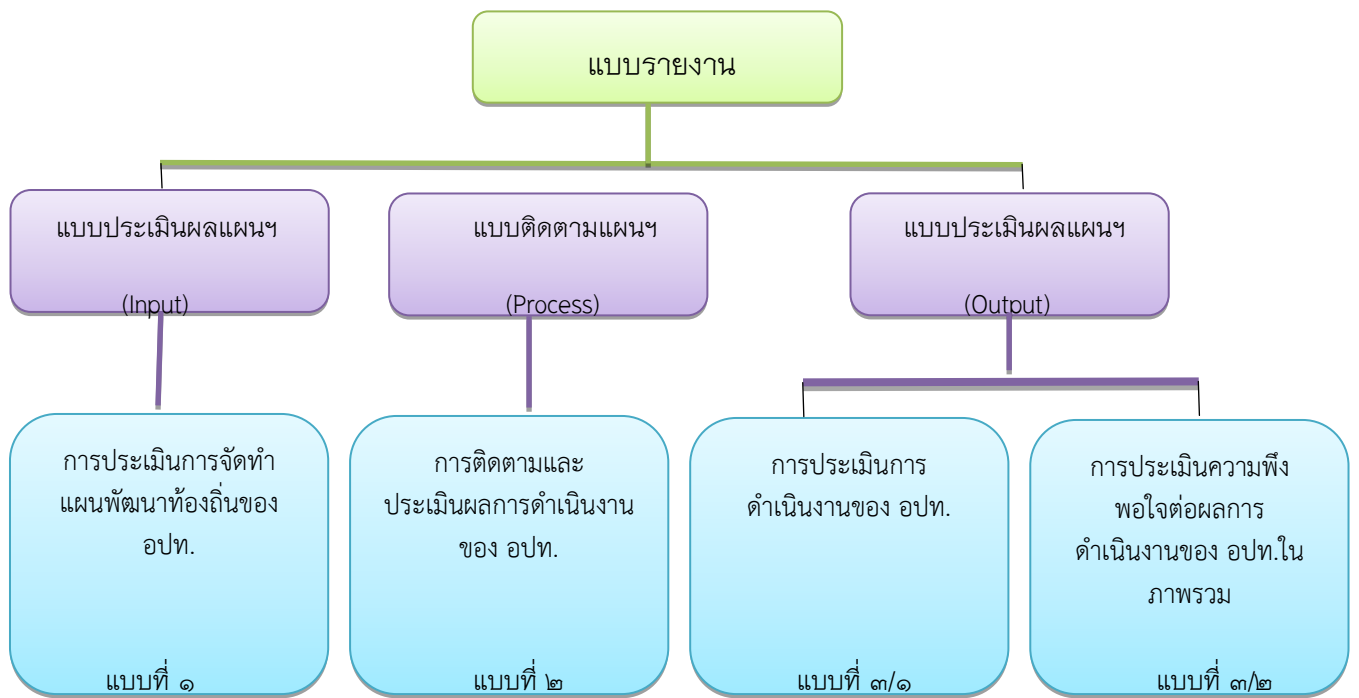 แบบรายงาน
แบบประเมินผลแผนฯ
(Input)
แบบติดตามแผนฯ
(Process)
แบบประเมินผลแผนฯ
(Output)
การประเมินการจัดทำ
แผนพัฒนาท้องถิ่นของ
อปท.
แบบที่ ๑
การติดตามและ
ประเมินผลการดำเนินงาน
ของ อปท.
แบบที่ ๒
การประเมินการ
ดำเนินงานของ อปท.
แบบที่ ๓/๑
การประเมินความพึง
พอใจต่อผลการ
ดำเนินงานของ อปท.ใน
ภาพรวม
แบบที่ ๓/๒